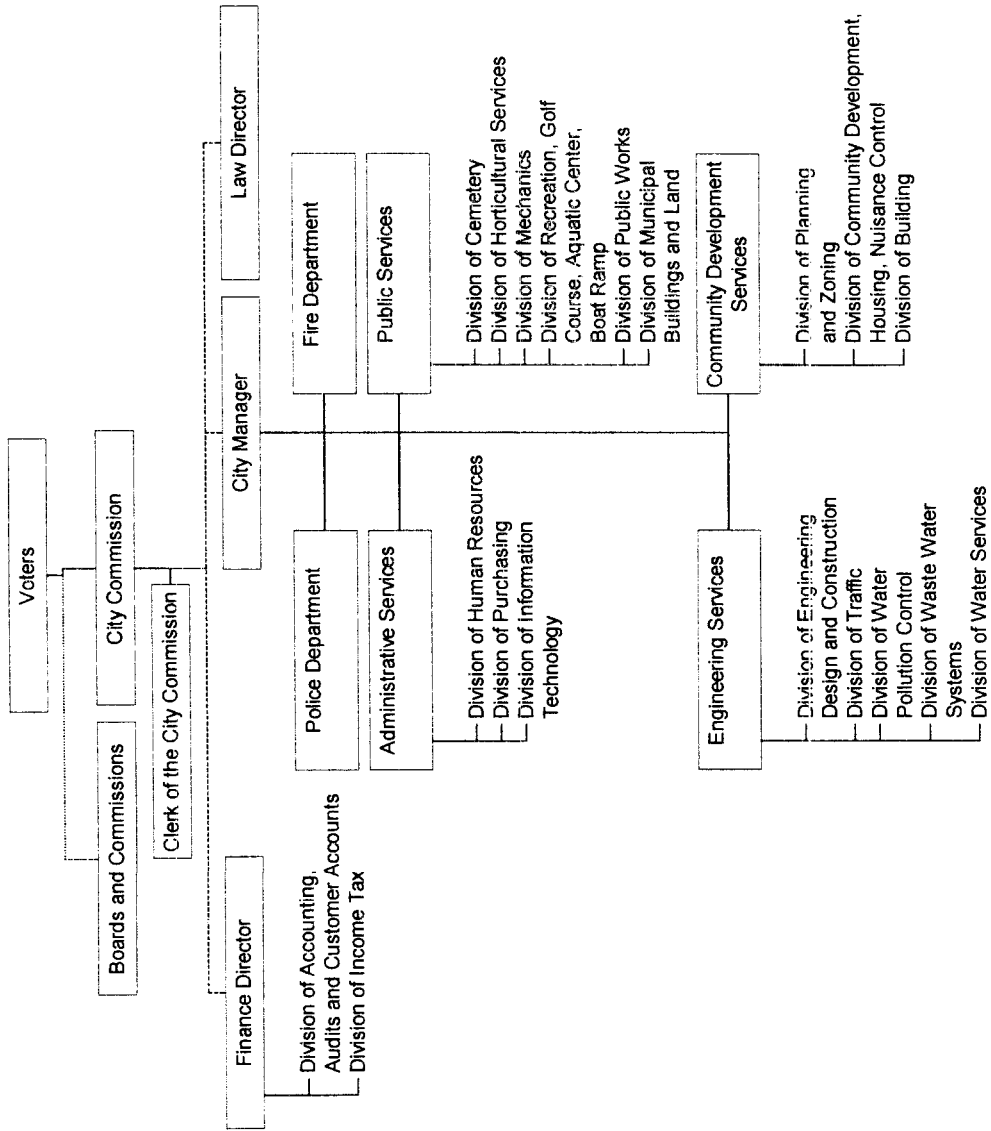 Voters
Boards and Commissions
City Commission
Clerk of the City Commission
Finance Director
City Manager
Law Director
Division of Accounting,
Audits and Customer Accounts
Division of Income Tax
Police Department
Fire Department
Administrative Services
Public Services
Division of Human Resources
Division of Purchasing
Division of Information
Technology
Division of Cemetery
Division of Horticultural Services
Division of Mechanics
Division of Recreation, Golf
Course, Aquatic Center,
Boat Ramp
Division of Public Works
Division of Municipal
Buildings and Land
Engineering Services
Community Development
Services
Division of Engineering
Design and Construction
Division of Traffic
Division of Water
Pollution Control
Division of Waste Water
Systems
Division of Water Services
Division of Planning
and Zoning
Division of Community Development,
Housing, Nuisance Control
Division of Building